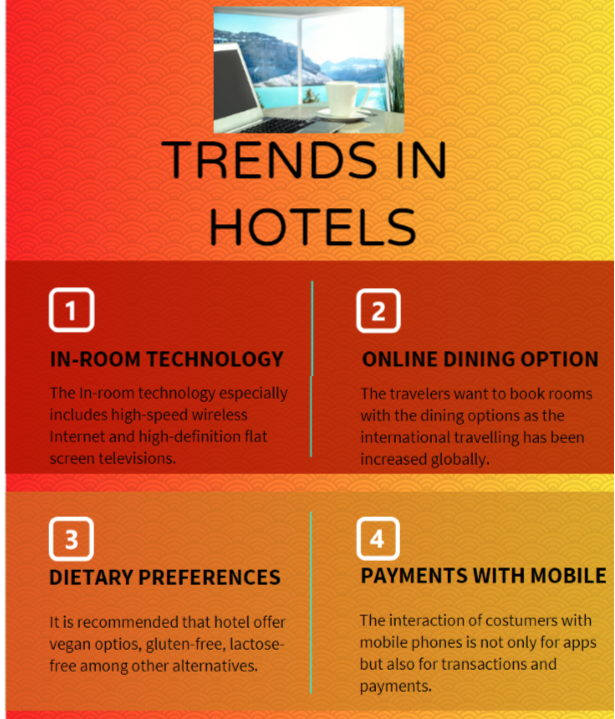 TRENDS IN
HOTELS
1
IN-ROOM TECHNOLOGY
The In-room technology especially
includes high-speed wireless
Internet and high-definition flat
screen televisions.
2
ONLINE DINING OPTION
The travelers want to book rooms
with the dining options as the
international travelling has been
increased globally.
3
DIETARY PREFERENCES
It is recommended that hotel offer
vegan optios, gluten-free, lactose-
free among other alternatives.
4
PAYMENTS WITH MOBILE
The interaction of costumers with
mobile phones is not only for apps
but also for transactions and
payments.